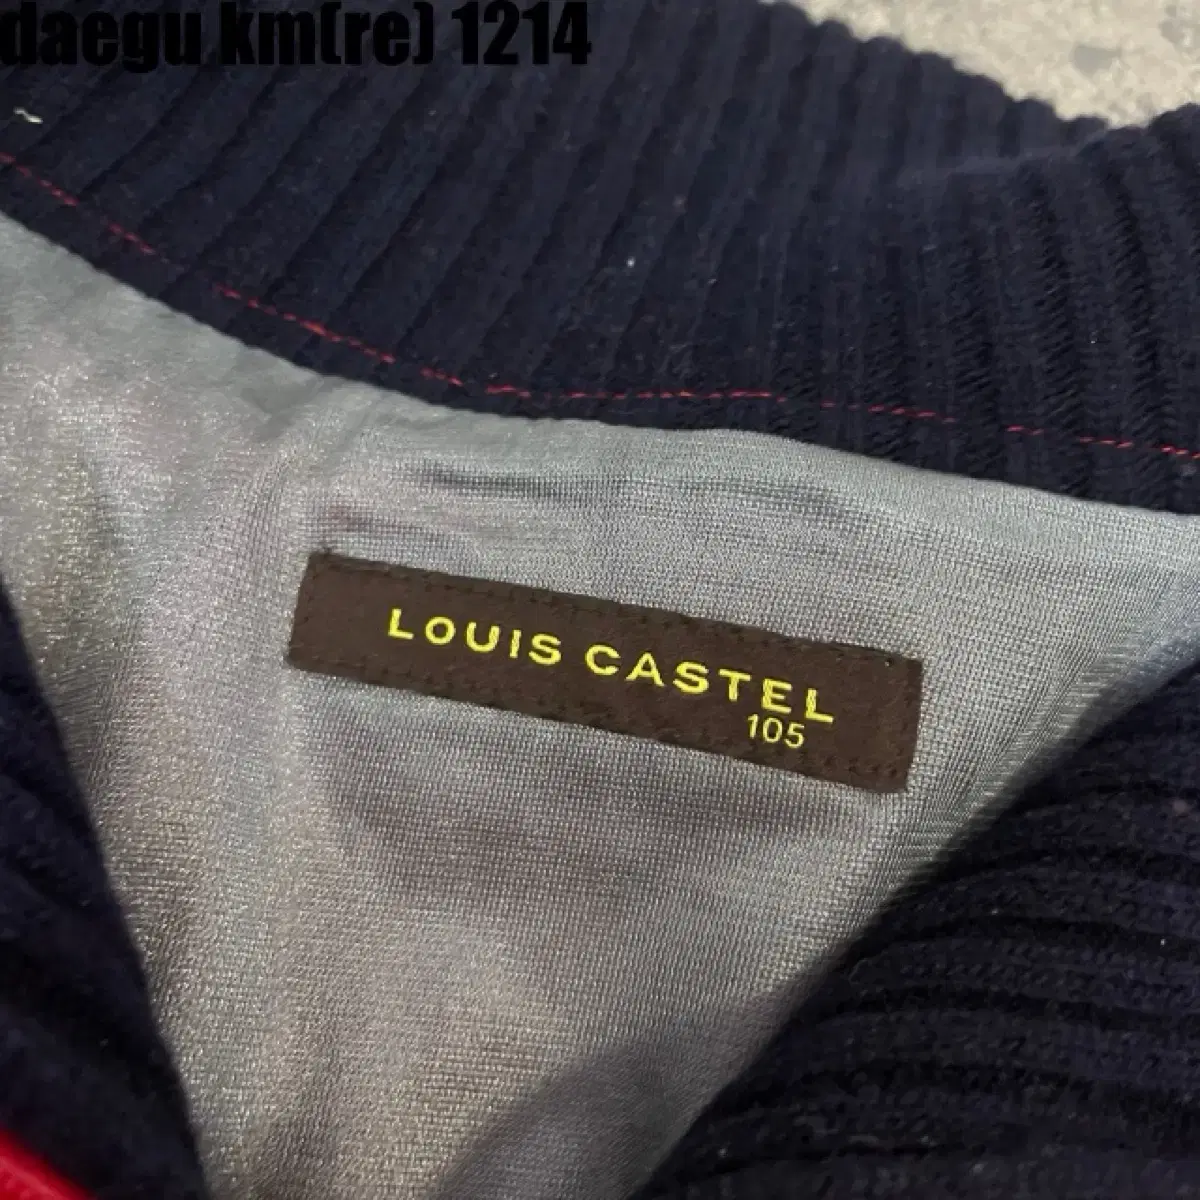 daegu km(re) 1214
LOUIS CASTEL
105